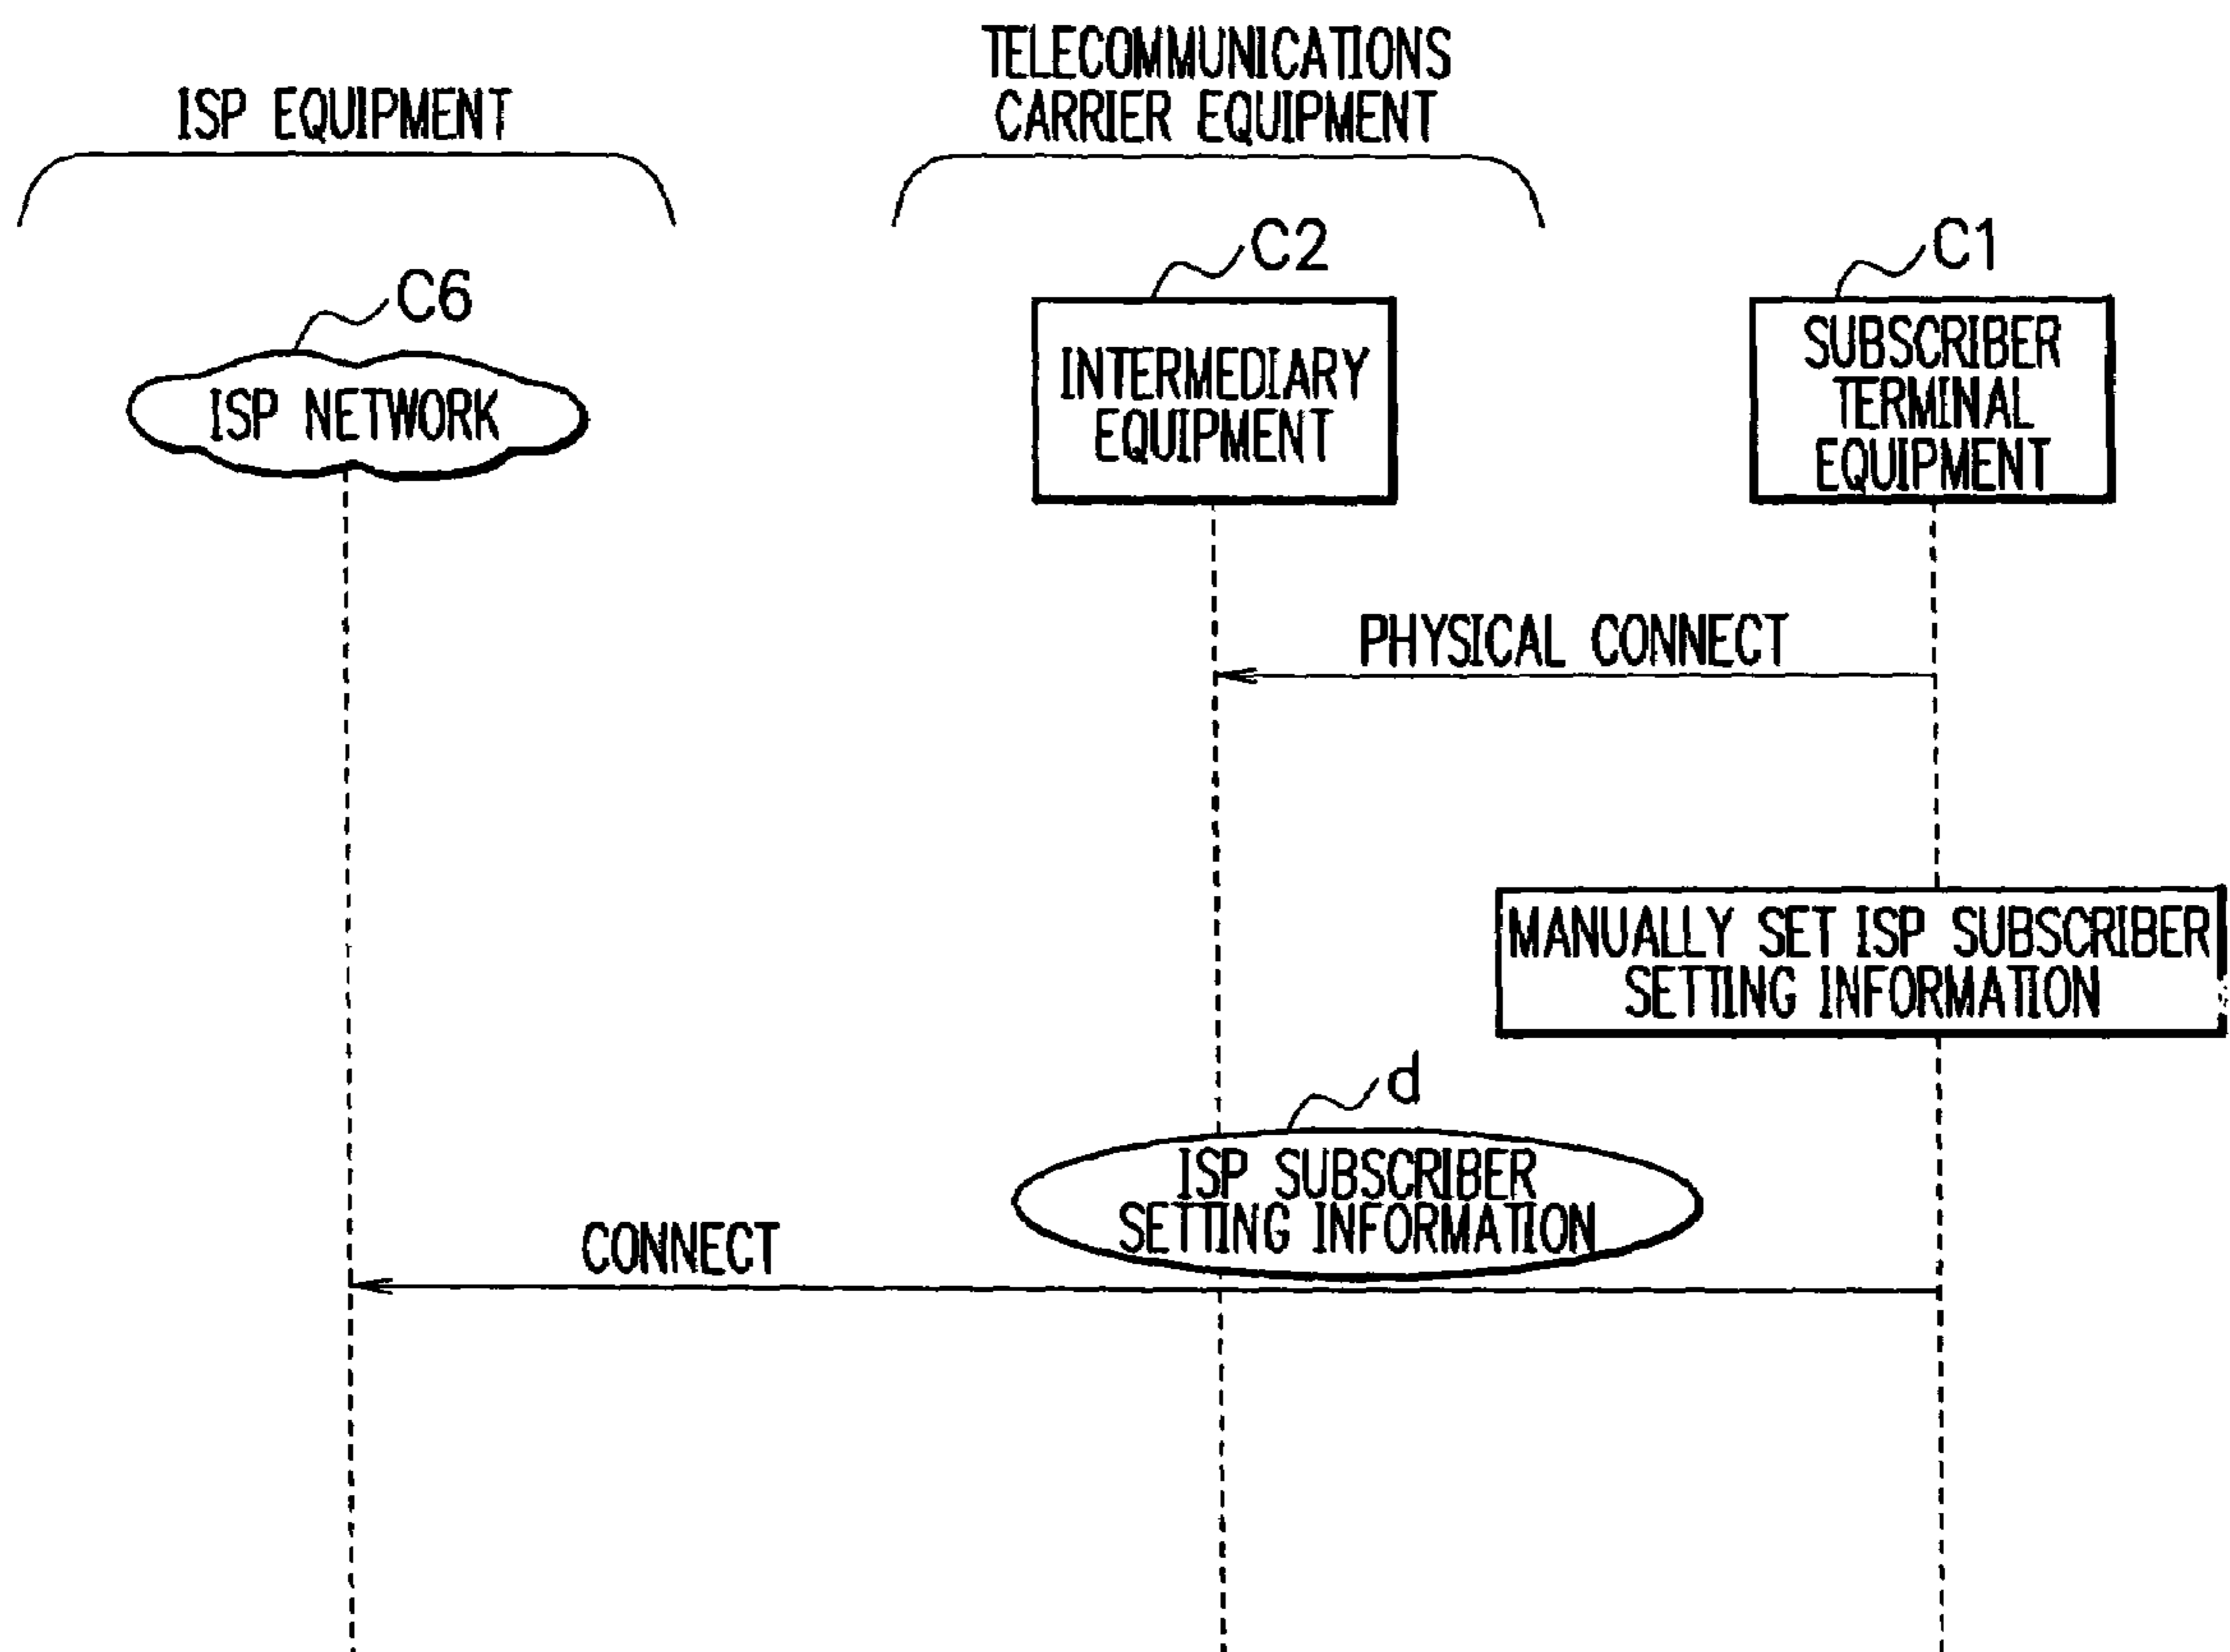 ISP EQUIPMENT
TELECOMMUNICATIONS
CARRIER EQUIPMENT
C6
ISP NETWORK
C2
INTERMEDIARY
EQUIPMENT
C1
SUBSCRIBER
TERMINAL
EQUIPMENT
PHYSICAL CONNECT
MANUALLY SET ISP SUBSCRIBER
SETTING INFORMATION
d
ISP SUBSCRIBER
SETTING INFORMATION
CONNECT